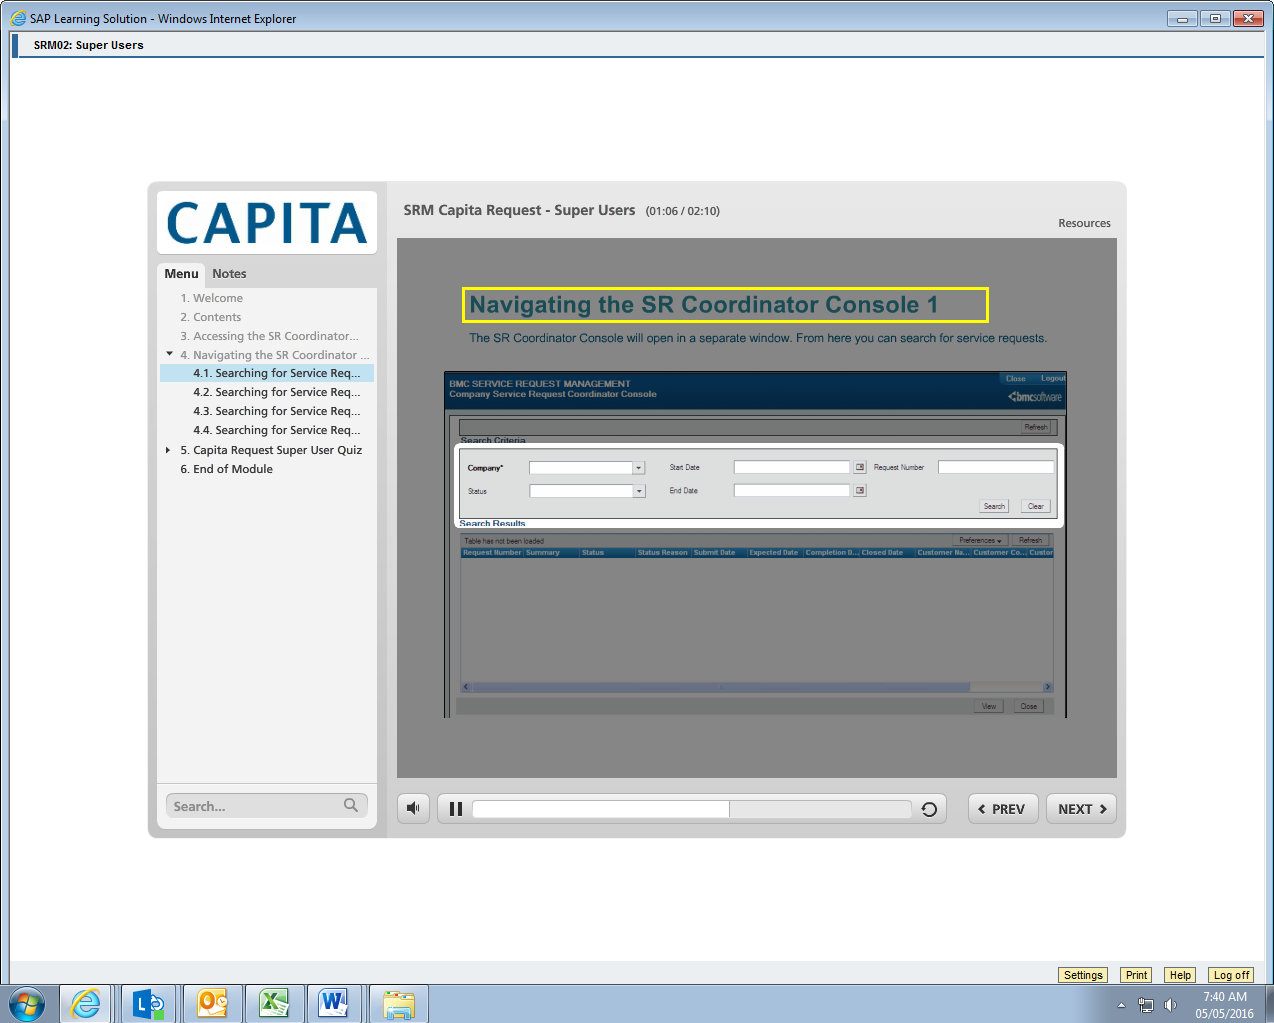 SAP Learning Solution - Windows Internet Explorer
SRM02: Super Users
CAPITA
SRM Capita Request - Super Users (01:06 / 02:10)
Resources
Menu Notes
1. Welcome
2. Contents
3. Accessing the SR Coordinator...
4. Navigating the SR Coordinator ...
4.1. Searching for Service Req...
4.2. Searching for Service Req...
4.3. Searching for Service Req...
4.4. Searching for Service Req...
5. Capita Request Super User Quiz
6. End of Module
Search...
Navigating the SR Coordinator Console 1
The SR Coordinator Console will open in a separate window. From here you can search for service requests.
BMC SERVICE REQUEST MANAGEMENT
Company Service Request Coordinator Console
Close Logout
bmcsoftware
Refresh
Search Criteria
Company* Start Date Request Number
Status End Date
Search Clear
Search Results
Table has not been loaded Preferences Refresh
Request Number Summary Status Status Reason Submit Date Expected Date Completion D... Closed Date Customer Na... Customer Co... Custor
View Close
PREV NEXT
Settings Print Help Log off
7:40 AM
05/05/2016